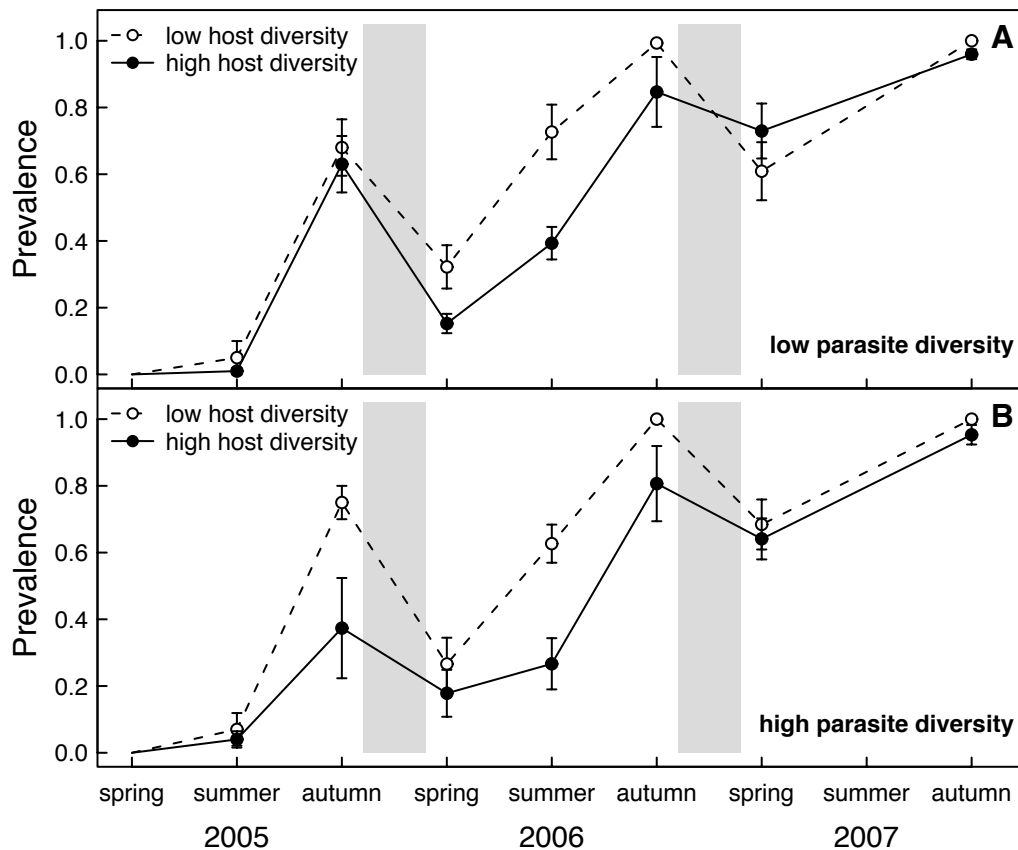 A
low host diversity
high host diversity
1.0
0.8
0.6
0.4
0.2
0.0
Prevalence
low parasite diversity
B
low host diversity
high host diversity
1.0
0.8
0.6
0.4
0.2
0.0
Prevalence
high parasite diversity
spring summer autumn spring summer autumn spring summer autumn
2005 2006 2007